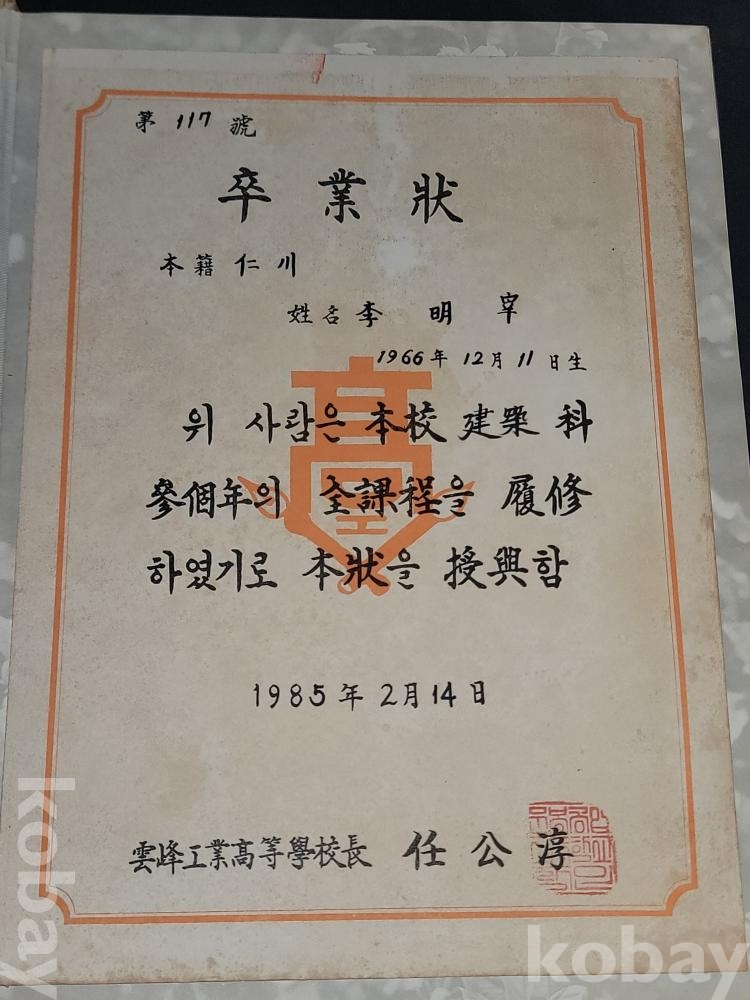 第 117 號
卒業狀
本籍 仁川
姓名 李 明 宰
1966年 12月 11日生
위 사람은 本校 建築 科
參個年의 全課程을 履修
하였기로 本狀을 授與함
1985年 2月 14日
雲峰工業高等學校長 任公淳
kobay
kobay